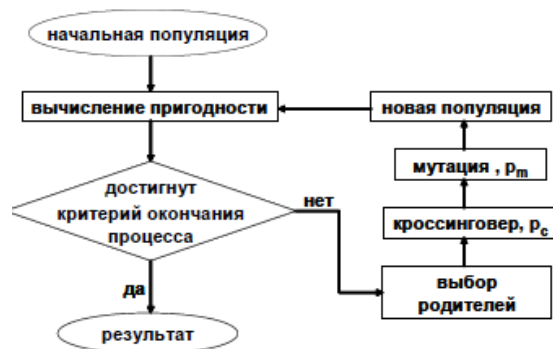 начальная популяция
вычисление пригодности
новая популяция
мутация , pm
достигнут
критерий окончания
процесса
нет
кроссинговер, pc
выбор
родителей
да
результат